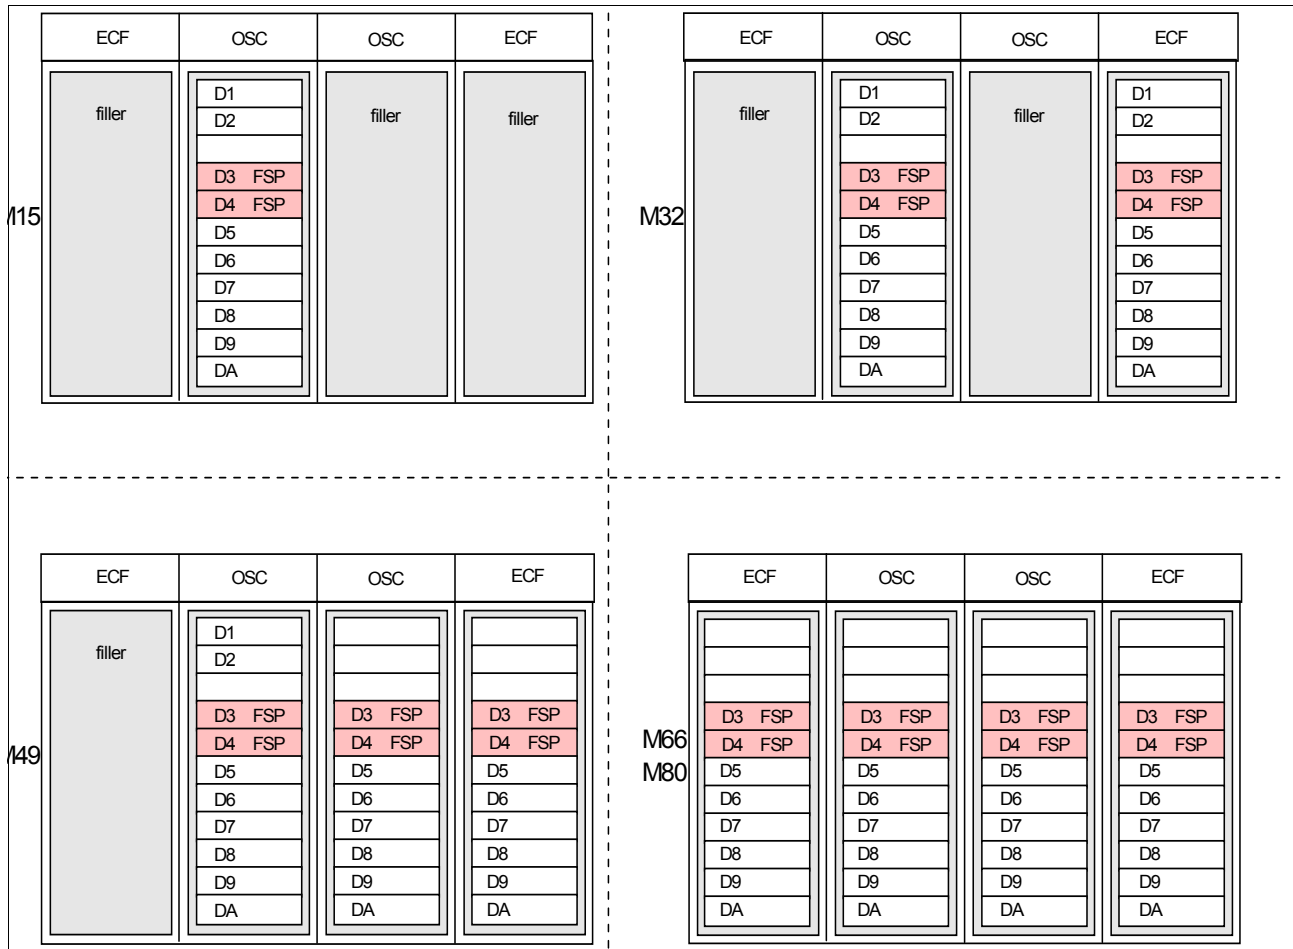 ECF OSC OSC ECF
filler D1 filler filler
D2
D3 FSP
D4 FSP
M15
D5
D6
D7
D8
D9
DA
ECF OSC OSC ECF
filler D1 filler D1
D2 D2
D3 FSP D3 FSP
D4 FSP D4 FSP
M32
D5 D5
D6 D6
D7 D7
D8 D8
D9 D9
DA DA
ECF OSC OSC ECF
filler D1
D2
D3 FSP D3 FSP D3 FSP
D4 FSP D4 FSP D4 FSP
M49
D5 D5 D5
D6 D6 D6
D7 D7 D7
D8 D8 D8
D9 D9 D9
DA DA DA
ECF OSC OSC ECF
D3 FSP D3 FSP D3 FSP D3 FSP
M66
D4 FSP D4 FSP D4 FSP D4 FSP
M80
D5 D5 D5 D5
D6 D6 D6 D6
D7 D7 D7 D7
D8 D8 D8 D8
D9 D9 D9 D9
DA DA DA DA